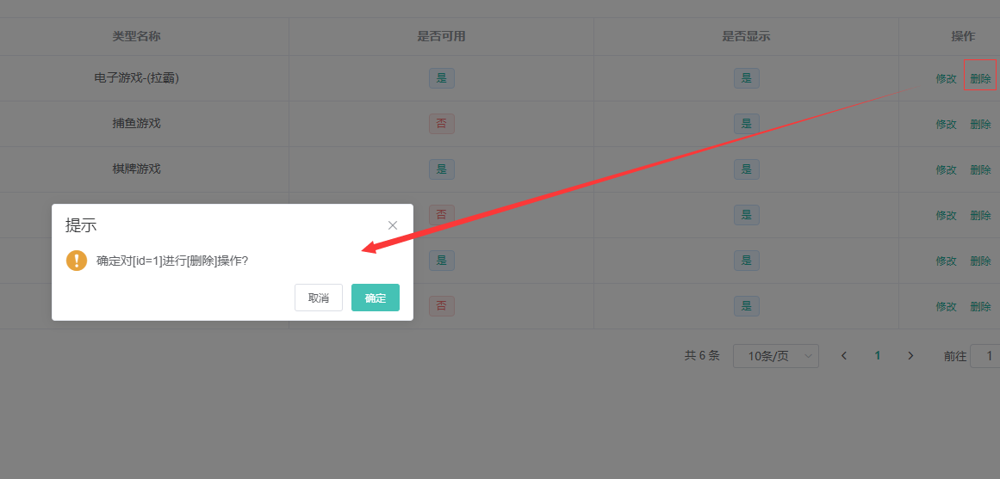 类型名称 是否可用 是否显示 操作
电子游戏-(拉霸) 是 是 修改 删除
捕鱼游戏 否 是 修改 删除
棋牌游戏 是 是 修改 删除
否 是 修改 删除
提示
确定对[id=1]进行[删除]操作?
是 是 修改 删除
取消 确定
否 是 修改 删除
共 6 条 10条/页 1 前往 1